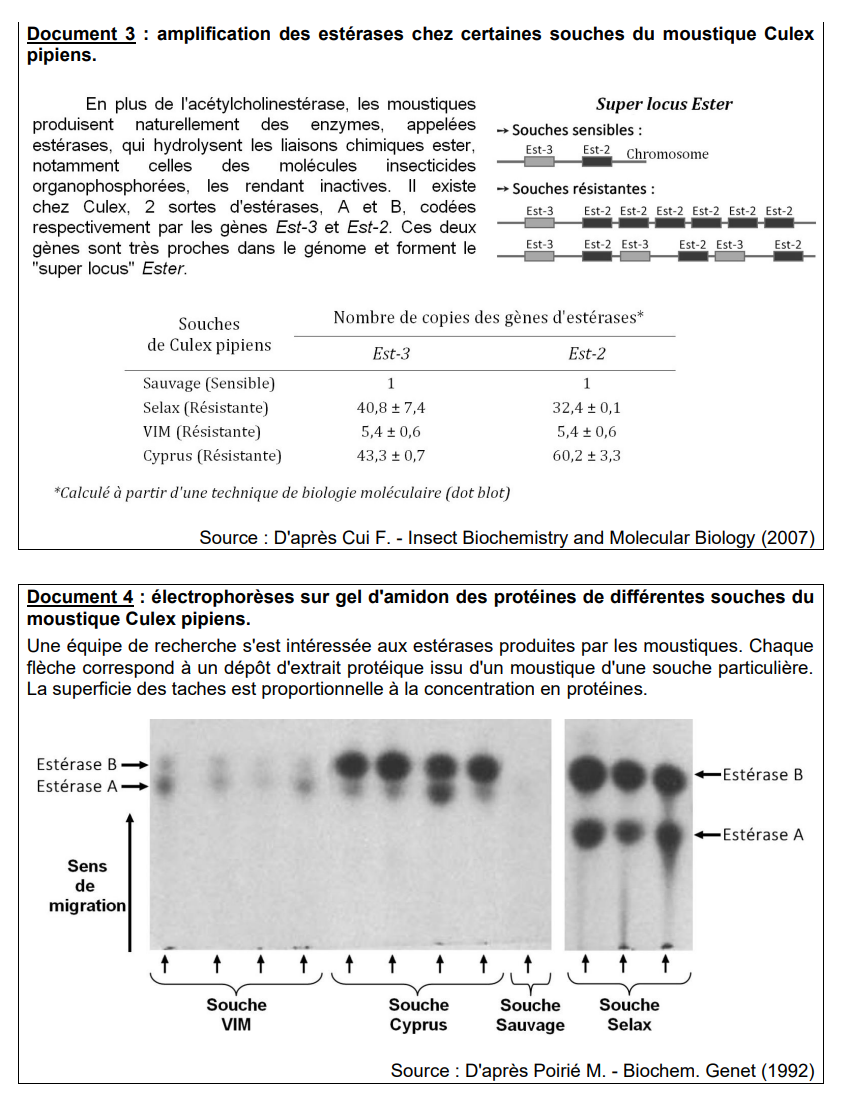 Document 3 : amplification des estérases chez certaines souches du moustique Culex
pipiens.
En plus de l'acétylcholinestérase, les moustiques
produisent naturellement des enzymes, appelées
estérases, qui hydrolysent les liaisons chimiques ester,
notamment celles des molécules insecticides
organophosphorées, les rendant inactives. Il existe
chez Culex, 2 sortes d'estérases, A et B, codées
respectivement par les gènes Est-3 et Est-2. Ces deux
gènes sont très proches dans le génome et forment le
"super locus" Ester.
Super locus Ester
→ Souches sensibles :
Est-3 Est-2 Chromosome
→ Souches résistantes :
Est-3 Est-2 Est-2 Est-2 Est-2 Est-2 Est-2
Est-3 Est-2 Est-3 Est-2 Est-3 Est-2
Souches
de Culex pipiens
Nombre de copies des gènes d'estérases*
Est-3 Est-2
Sauvage (Sensible) 1 1
Selax (Résistante) 40,8 ± 7,4 32,4 ± 0,1
VIM (Résistante) 5,4 ± 0,6 5,4 ± 0,6
Cyprus (Résistante) 43,3 ± 0,7 60,2 ± 3,3
*Calculé à partir d'une technique de biologie moléculaire (dot blot)
Source : D'après Cui F. - Insect Biochemistry and Molecular Biology (2007)
Document 4 : électrophorèses sur gel d'amidon des protéines de différentes souches du
moustique Culex pipiens.
Une équipe de recherche s'est intéressée aux estérases produites par les moustiques. Chaque
flèche correspond à un dépôt d'extrait protéique issu d'un moustique d'une souche particulière.
La superficie des taches est proportionnelle à la concentration en protéines.
Estérase B
Estérase A
Sens
de
migration
Estérase B
Estérase A
Souche
VIM
Souche
Cyprus
Souche
Sauvage
Souche
Selax
Source : D'après Poirié M. - Biochem. Genet (1992)